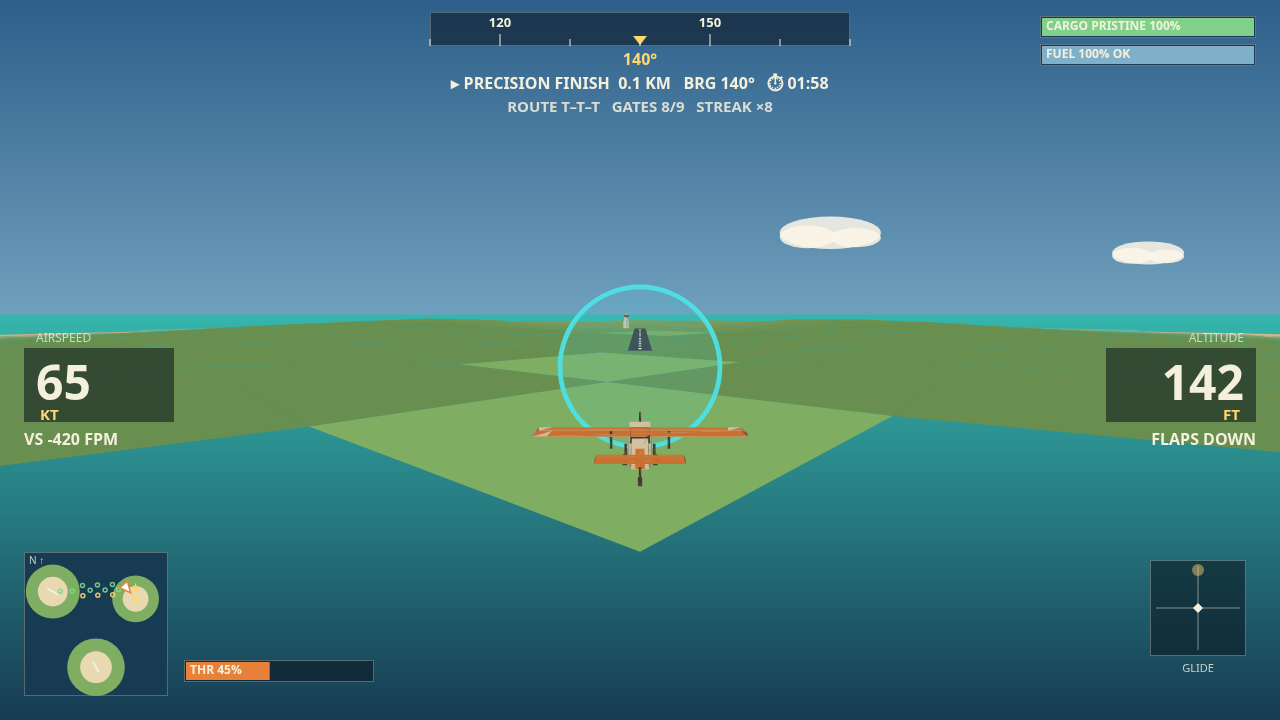 120 150
140°
▸ PRECISION FINISH 0.1 KM BRG 140° ⏱ 01:58
ROUTE T–T–T GATES 8/9 STREAK ×8
CARGO PRISTINE 100%
FUEL 100% OK
AIRSPEED
65
KT
VS -420 FPM
ALTITUDE
142
FT
FLAPS DOWN
N ↑
THR 45%
GLIDE